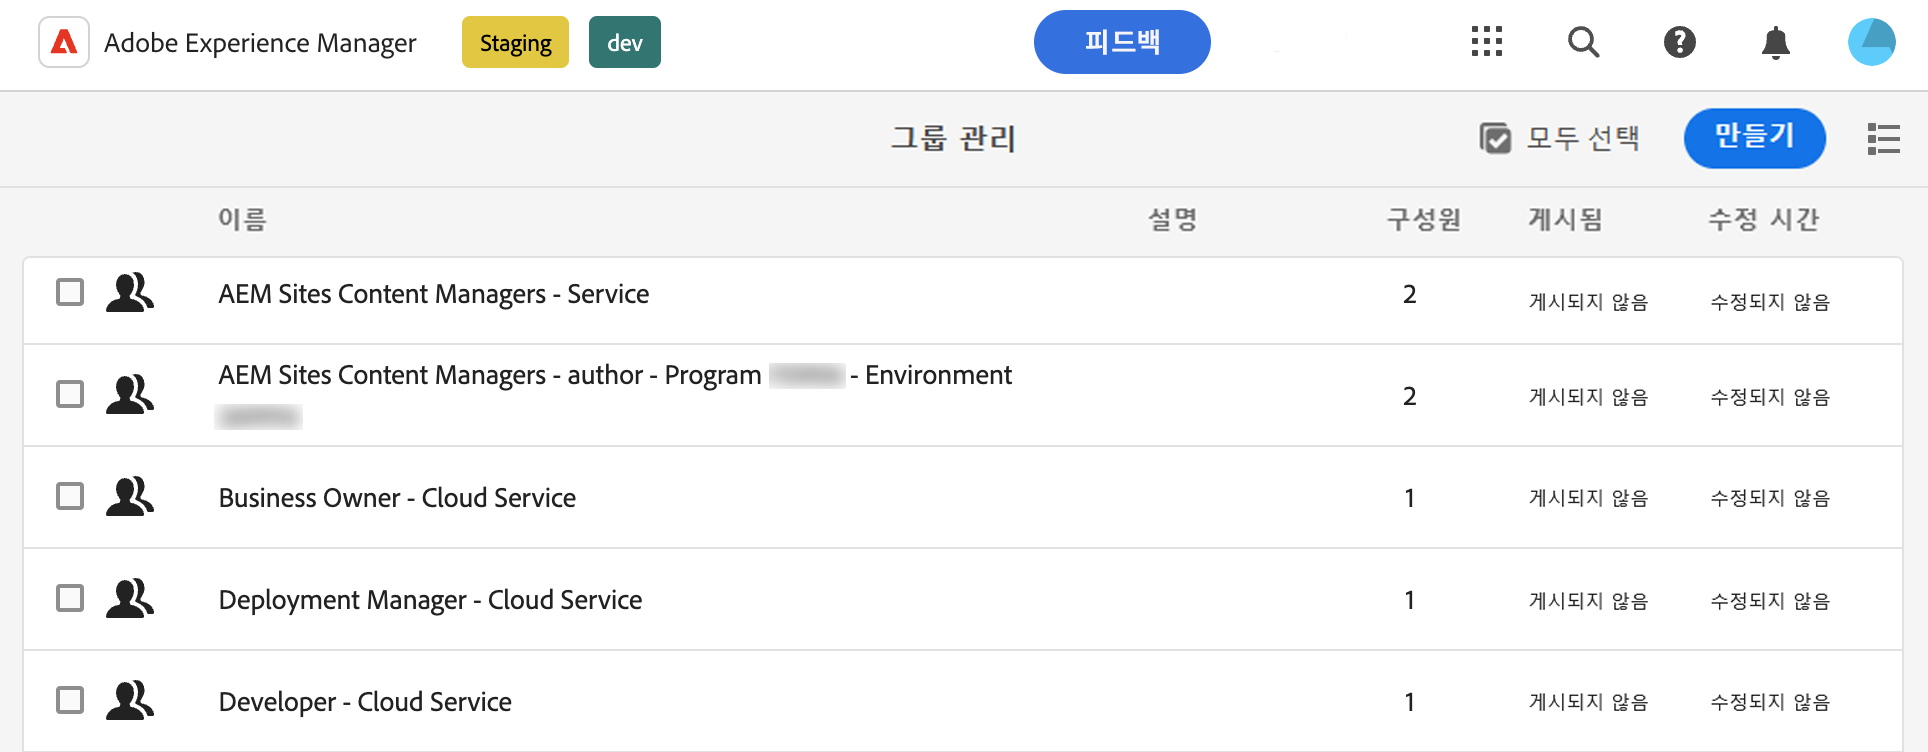 Adobe Experience Manager Staging dev 피드백
그룹 관리 모두 선택 만들기
이름 설명 구성원 게시됨 수정 시간
AEM Sites Content Managers - Service 2 게시되지 않음 수정되지 않음
AEM Sites Content Managers - author - Program - Environment 2 게시되지 않음 수정되지 않음
Business Owner - Cloud Service 1 게시되지 않음 수정되지 않음
Deployment Manager - Cloud Service 1 게시되지 않음 수정되지 않음
Developer - Cloud Service 1 게시되지 않음 수정되지 않음